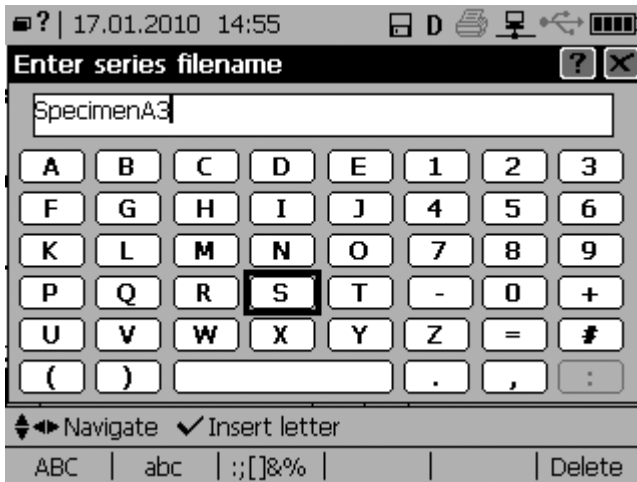 ? | 17.01.2010 14:55 D
Enter series filename ? X
SpecimenA3
A B C D E 1 2 3
F G H I J 4 5 6
K L M N O 7 8 9
P Q R S T - 0 +
U V W X Y Z = #
( ) . , :
Navigate ✓ Insert letter
ABC | abc | :;[]&% | | | Delete